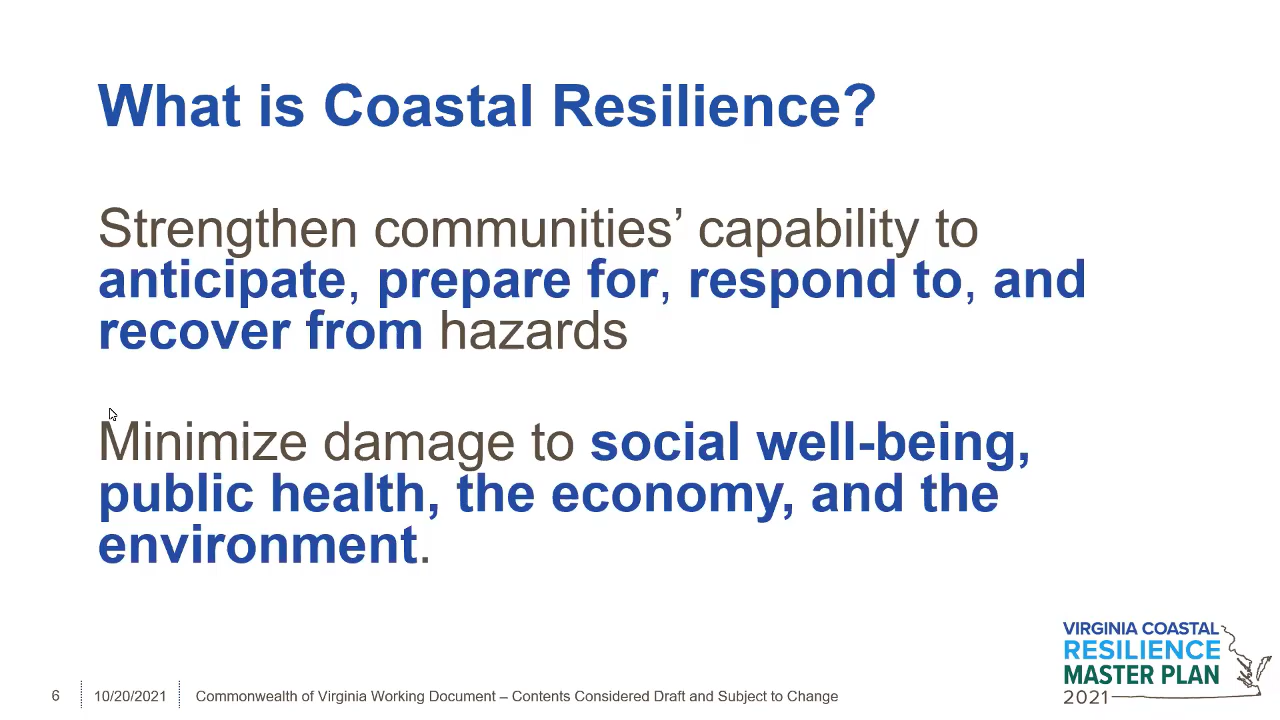 What is Coastal Resilience?
Strengthen communities’ capability to
anticipate, prepare for, respond to, and
recover from hazards
Minimize damage to social well-being,
public health, the economy, and the
environment.
6
10/20/2021
Commonwealth of Virginia Working Document – Contents Considered Draft and Subject to Change
VIRGINIA COASTAL
RESILIENCE
MASTER PLAN
2021